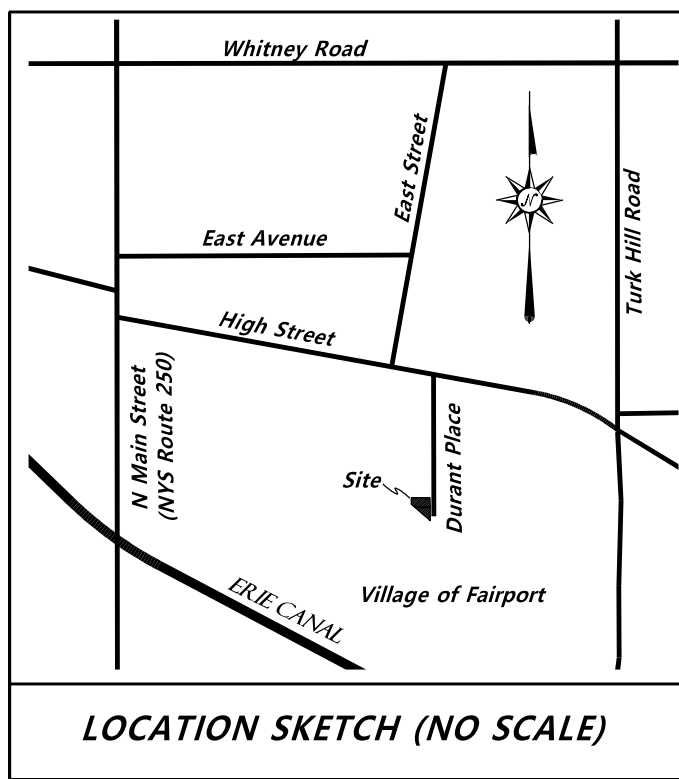 Whitney Road
East Street
N
East Avenue
Turk Hill Road
High Street
N Main Street
(NYS Route 250)
Durant Place
Site
ERIE CANAL
Village of Fairport
LOCATION SKETCH (NO SCALE)